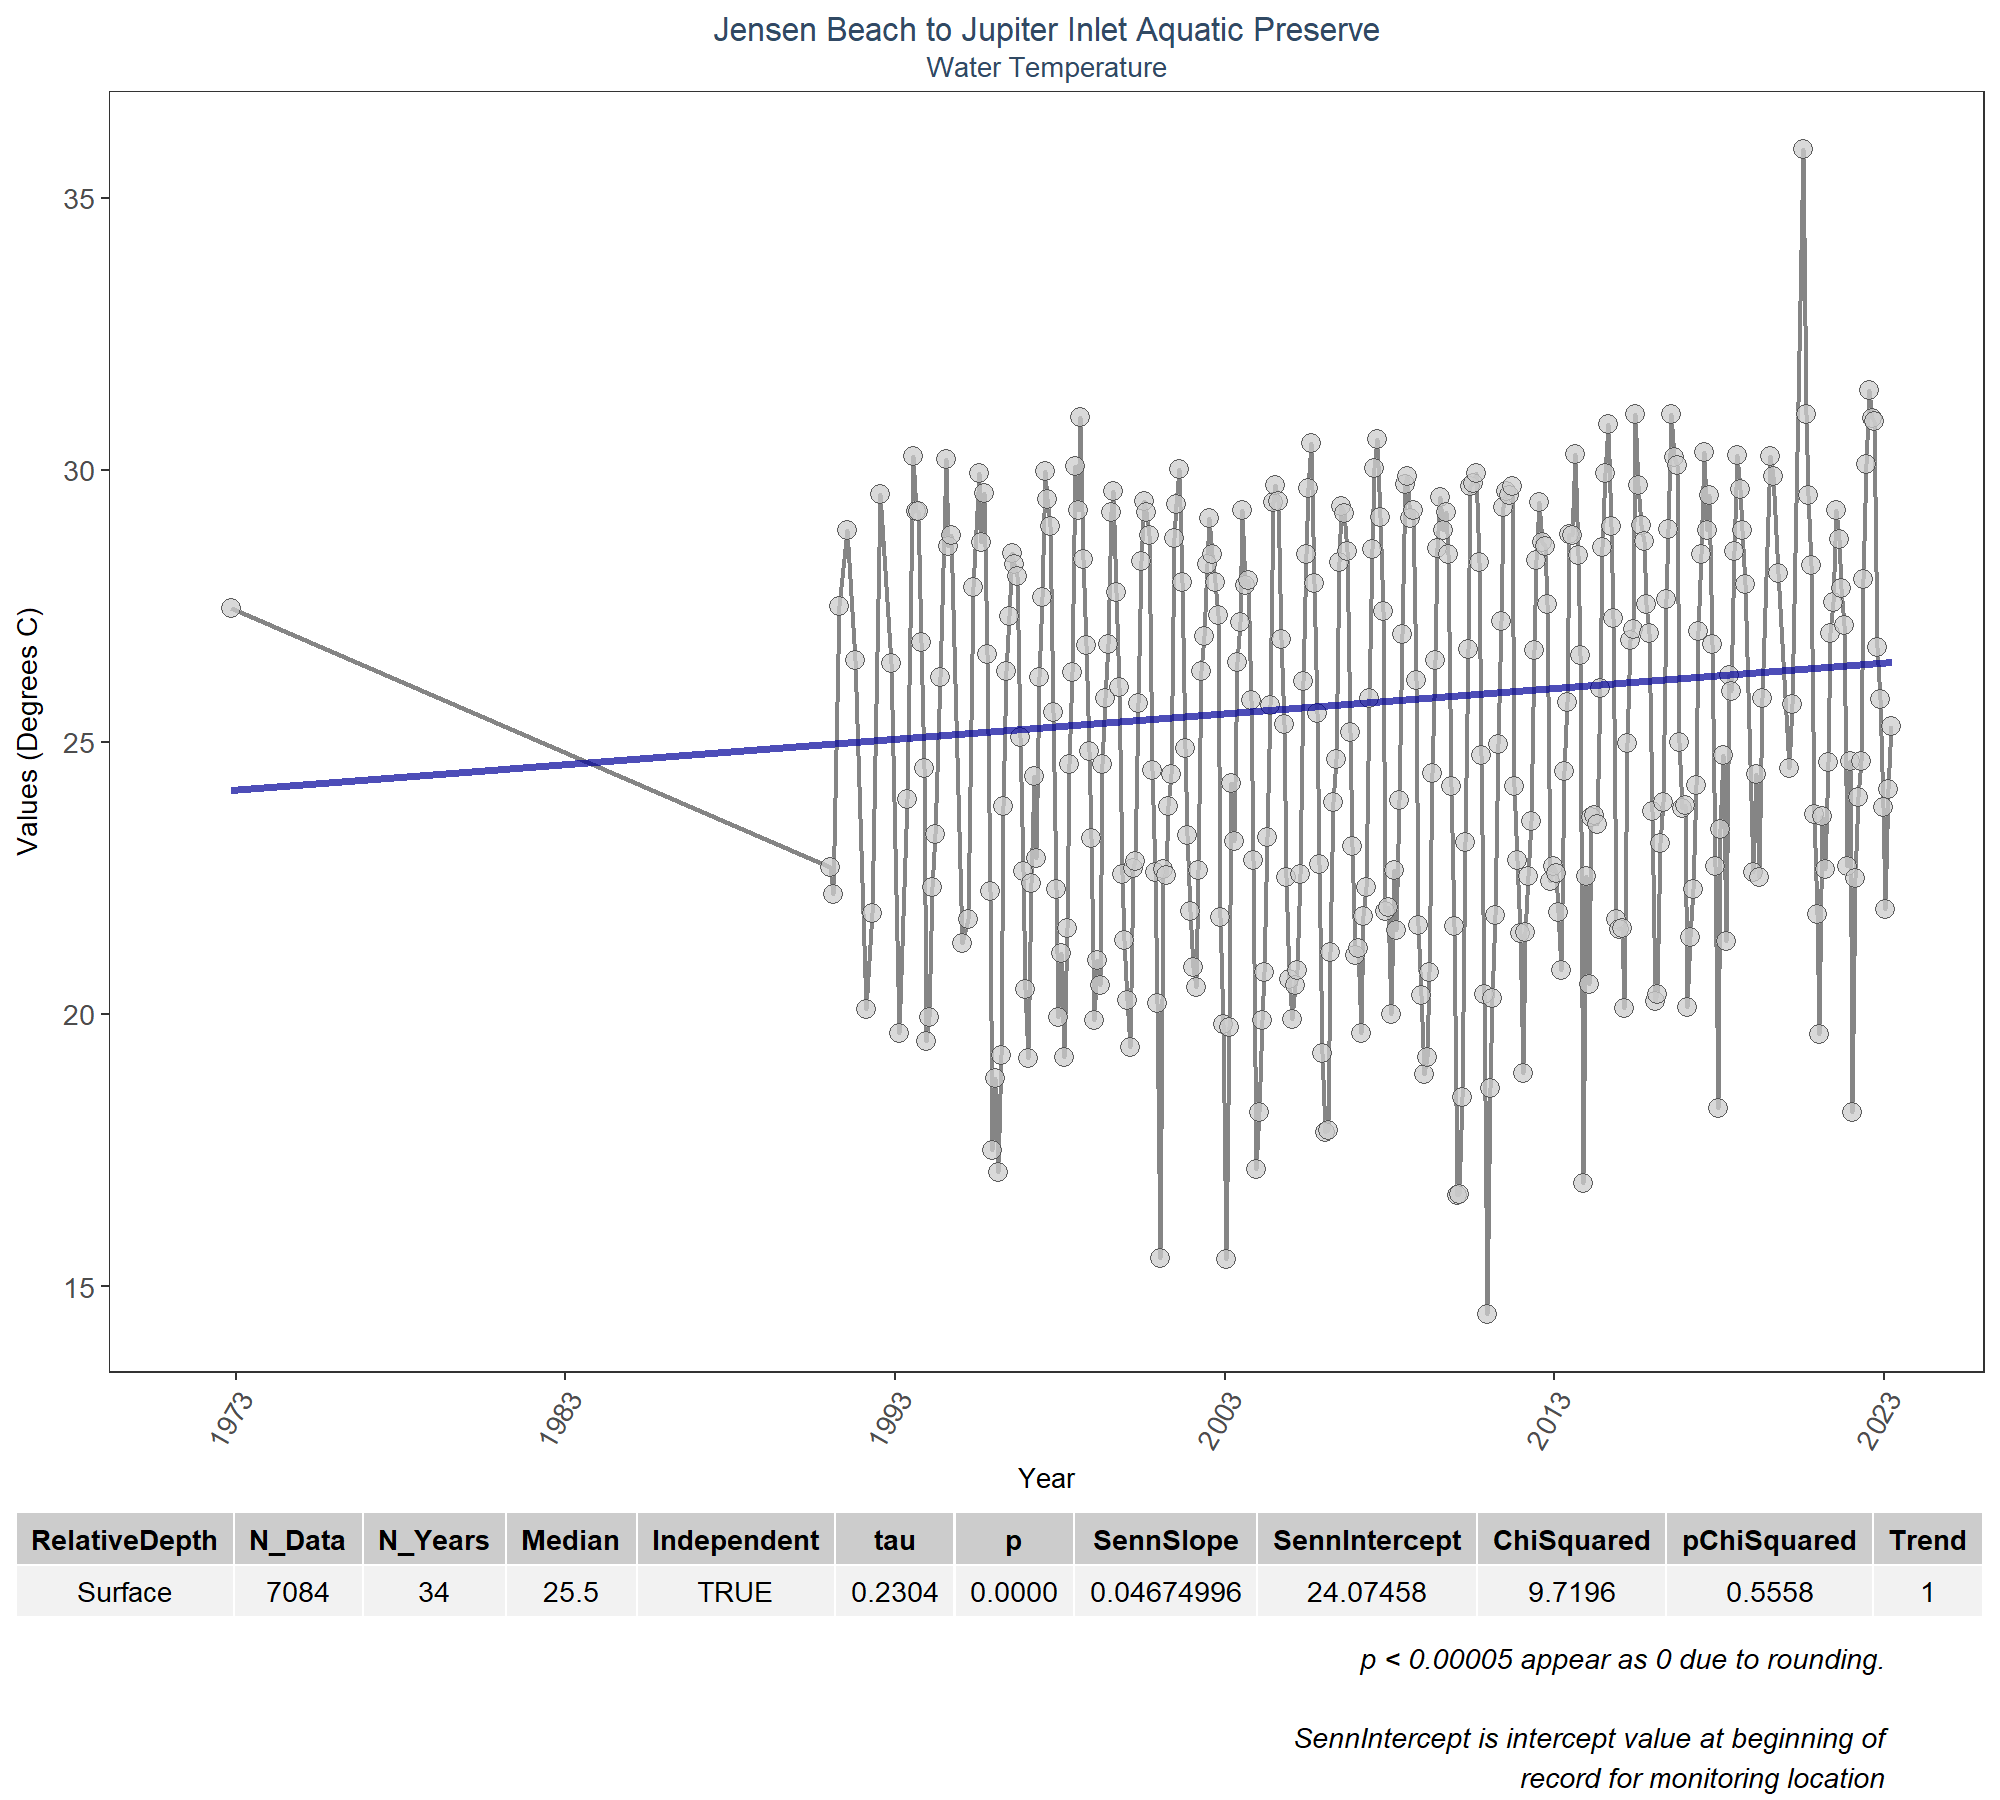 Jensen Beach to Jupiter Inlet Aquatic Preserve
Water Temperature
Values (Degrees C)
35
30
25
20
15
1973
1983
1993
2003
2013
2023
Year
RelativeDepth N_Data N_Years Median Independent tau p SennSlope SennIntercept ChiSquared pChiSquared Trend
Surface 7084 34 25.5 TRUE 0.2304 0.0000 0.04674996 24.07458 9.7196 0.5558 1
p < 0.00005 appear as 0 due to rounding.
SennIntercept is intercept value at beginning of
record for monitoring location